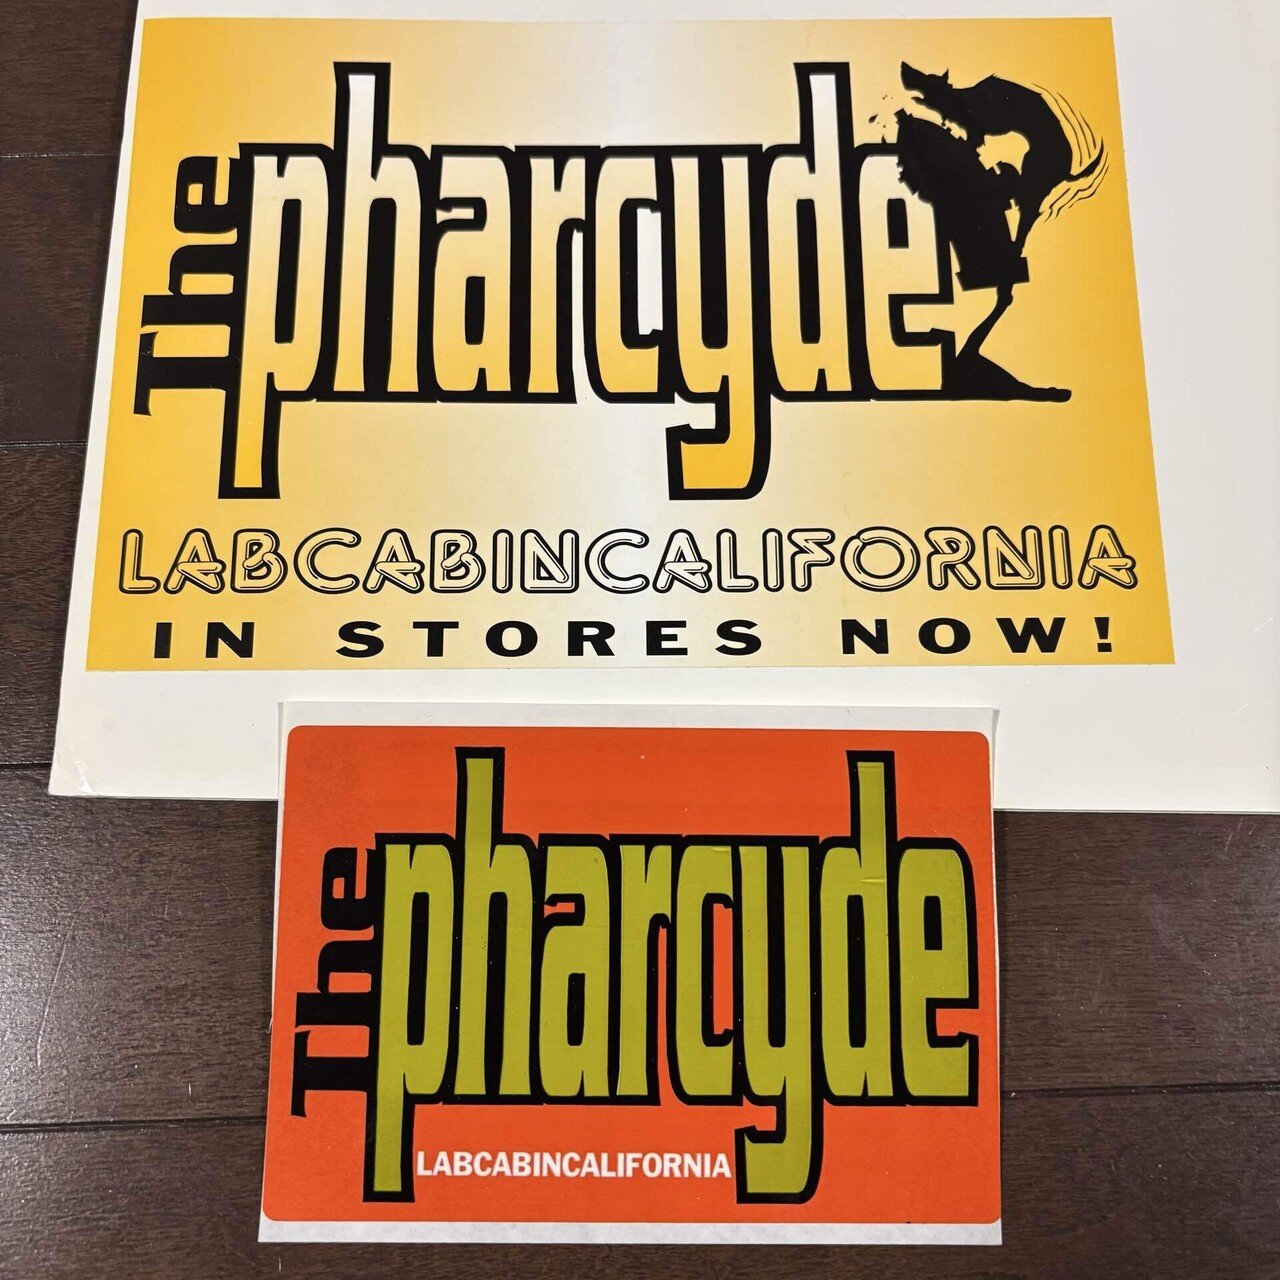 The pharcyde
LABCABINCALIFORNIA
IN STORES NOW!
The pharcyde
LABCABINCALIFORNIA